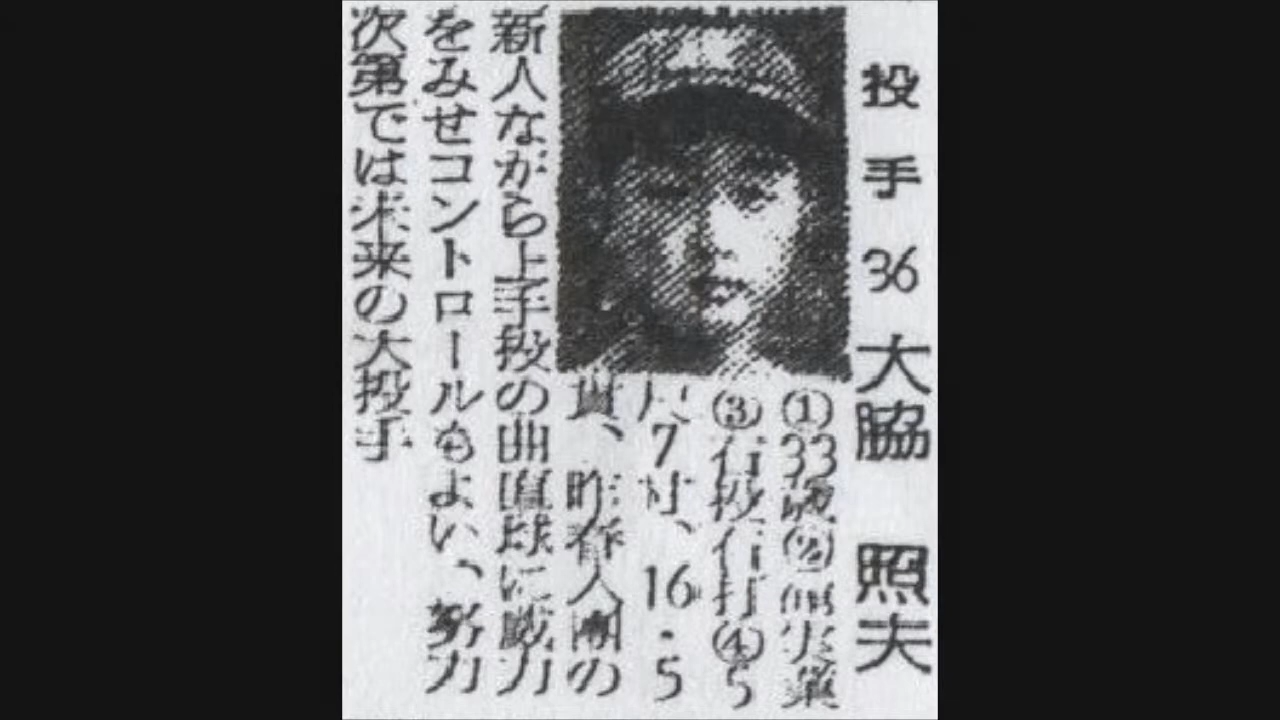 投手 36 大脇 照夫
①33歳② 実業
③右投右打④5
尺7寸、16・5
貫、昨春入団の
新人ながら上手投の曲直球に威力
をみせコントロールもよい、努力
次第では未来の大投手